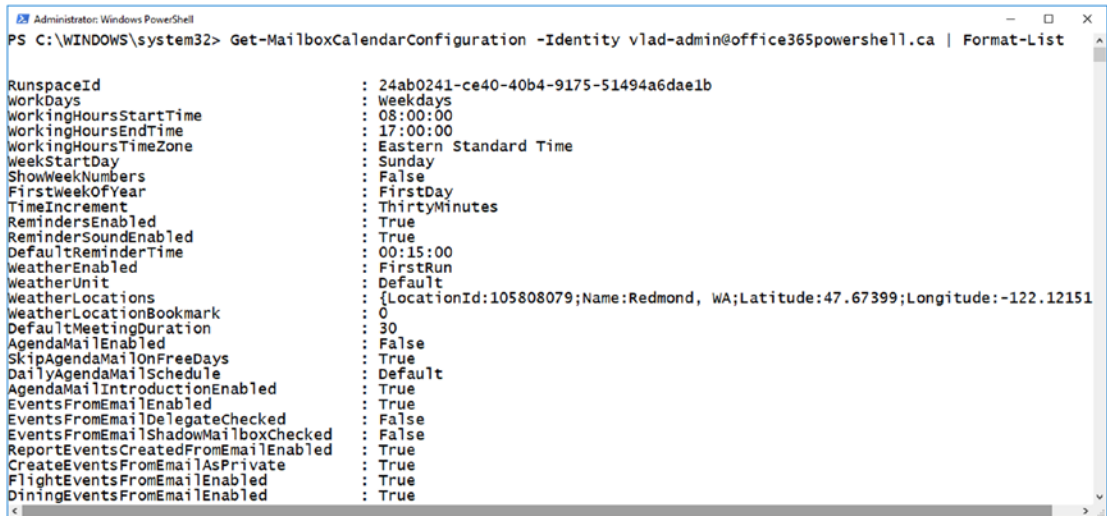 Administrator: Windows PowerShell
PS C:\WINDOWS\system32> Get-MailboxCalendarConfiguration -Identity vlad-admin@office365powershell.ca | Format-List
RunspaceId : 24ab0241-ce40-40b4-9175-51494a6dae1b
WorkDays : Weekdays
WorkingHoursStartTime : 08:00:00
WorkingHoursEndTime : 17:00:00
WorkingHoursTimeZone : Eastern Standard Time
WeekStartDay : Sunday
ShowWeekNumbers : False
FirstWeekOfYear : FirstDay
TimeIncrement : ThirtyMinutes
RemindersEnabled : True
ReminderSoundEnabled : True
DefaultReminderTime : 00:15:00
WeatherEnabled : FirstRun
WeatherUnit : Default
WeatherLocations : {LocationId:105808079;Name:Redmond, WA;Latitude:47.67399;Longitude:-122.12151
WeatherLocationBookmark : 0
DefaultMeetingDuration : 30
AgendaMailEnabled : False
SkipAgendaMailOnFreeDays : True
DailyAgendaMailSchedule : Default
AgendaMailIntroductionEnabled : True
EventsFromEmailEnabled : True
EventsFromEmailDelegateChecked : False
EventsFromEmailShadowMailboxChecked : False
ReportEventsCreatedFromEmailEnabled : True
CreateEventsFromEmailAsPrivate : True
FlightEventsFromEmailEnabled : True
DiningEventsFromEmailEnabled : True